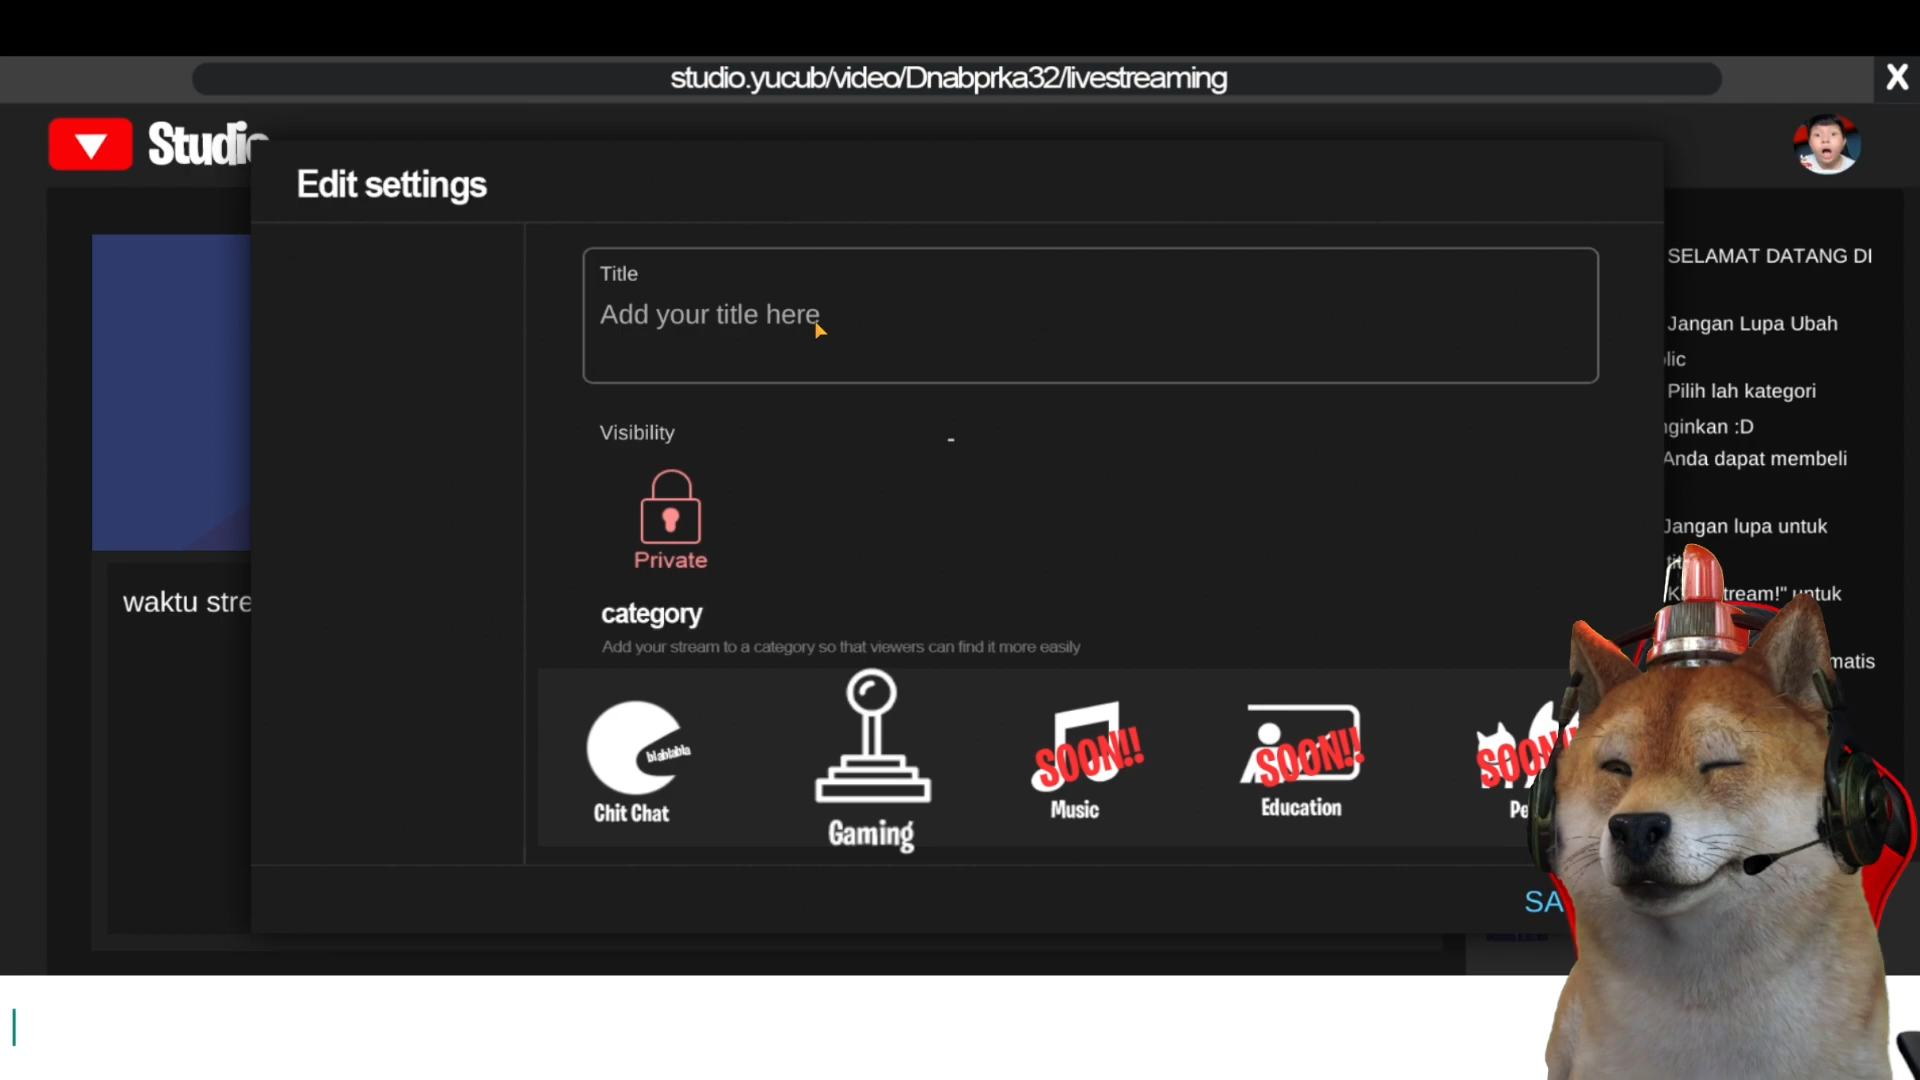 studio.yucub/video/Dnabprka32/livestreaming
X
Studio
Edit settings
Title
Add your title here
Visibility
-
Private
category
Add your stream to a category so that viewers can find it more easily
blablabla
Chit Chat
Gaming
SOON!!
Music
SOON!!
Education
SOON!!
Pe
SA
waktu stre
SELAMAT DATANG DI
Jangan Lupa Ubah
lic
Pilih lah kategori
ginkan :D
Anda dapat membeli
Jangan lupa untuk
tream!" untuk
matis